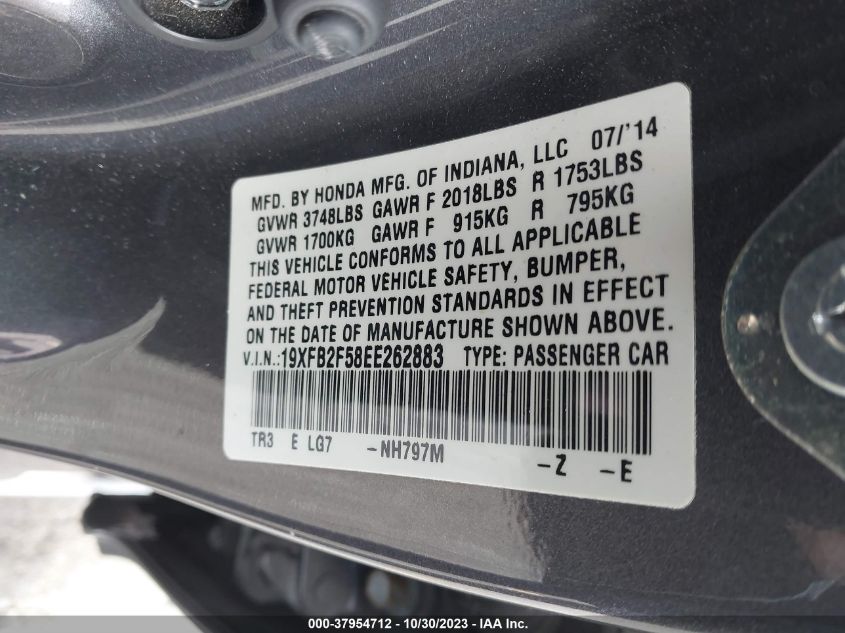 MFD. BY HONDA MFG. OF INDIANA, LLC 07/'14
GVWR 3748LBS GAWR F 2018LBS R 1753LBS
GVWR 1700KG GAWR F 915KG R 795KG
THIS VEHICLE CONFORMS TO ALL APPLICABLE
FEDERAL MOTOR VEHICLE SAFETY, BUMPER,
AND THEFT PREVENTION STANDARDS IN EFFECT
ON THE DATE OF MANUFACTURE SHOWN ABOVE.
V.I.N.:19XFB2F58EE262883 TYPE: PASSENGER CAR
TR3 E LG7 -NH797M -Z -E
000-37954712 - 10/30/2023 - IAA Inc.